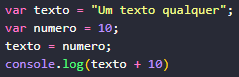 var texto = "Um texto qualquer";
var numero = 10;
texto = numero;
console.log(texto + 10)